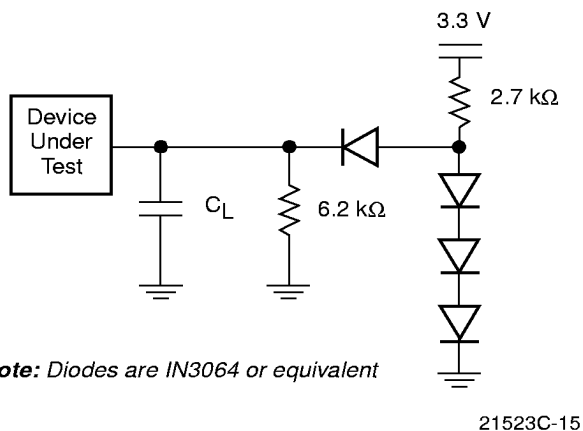 3.3 V
2.7 kΩ
Device
Under
Test
C_L
6.2 kΩ
ote: Diodes are IN3064 or equivalent
21523C-15